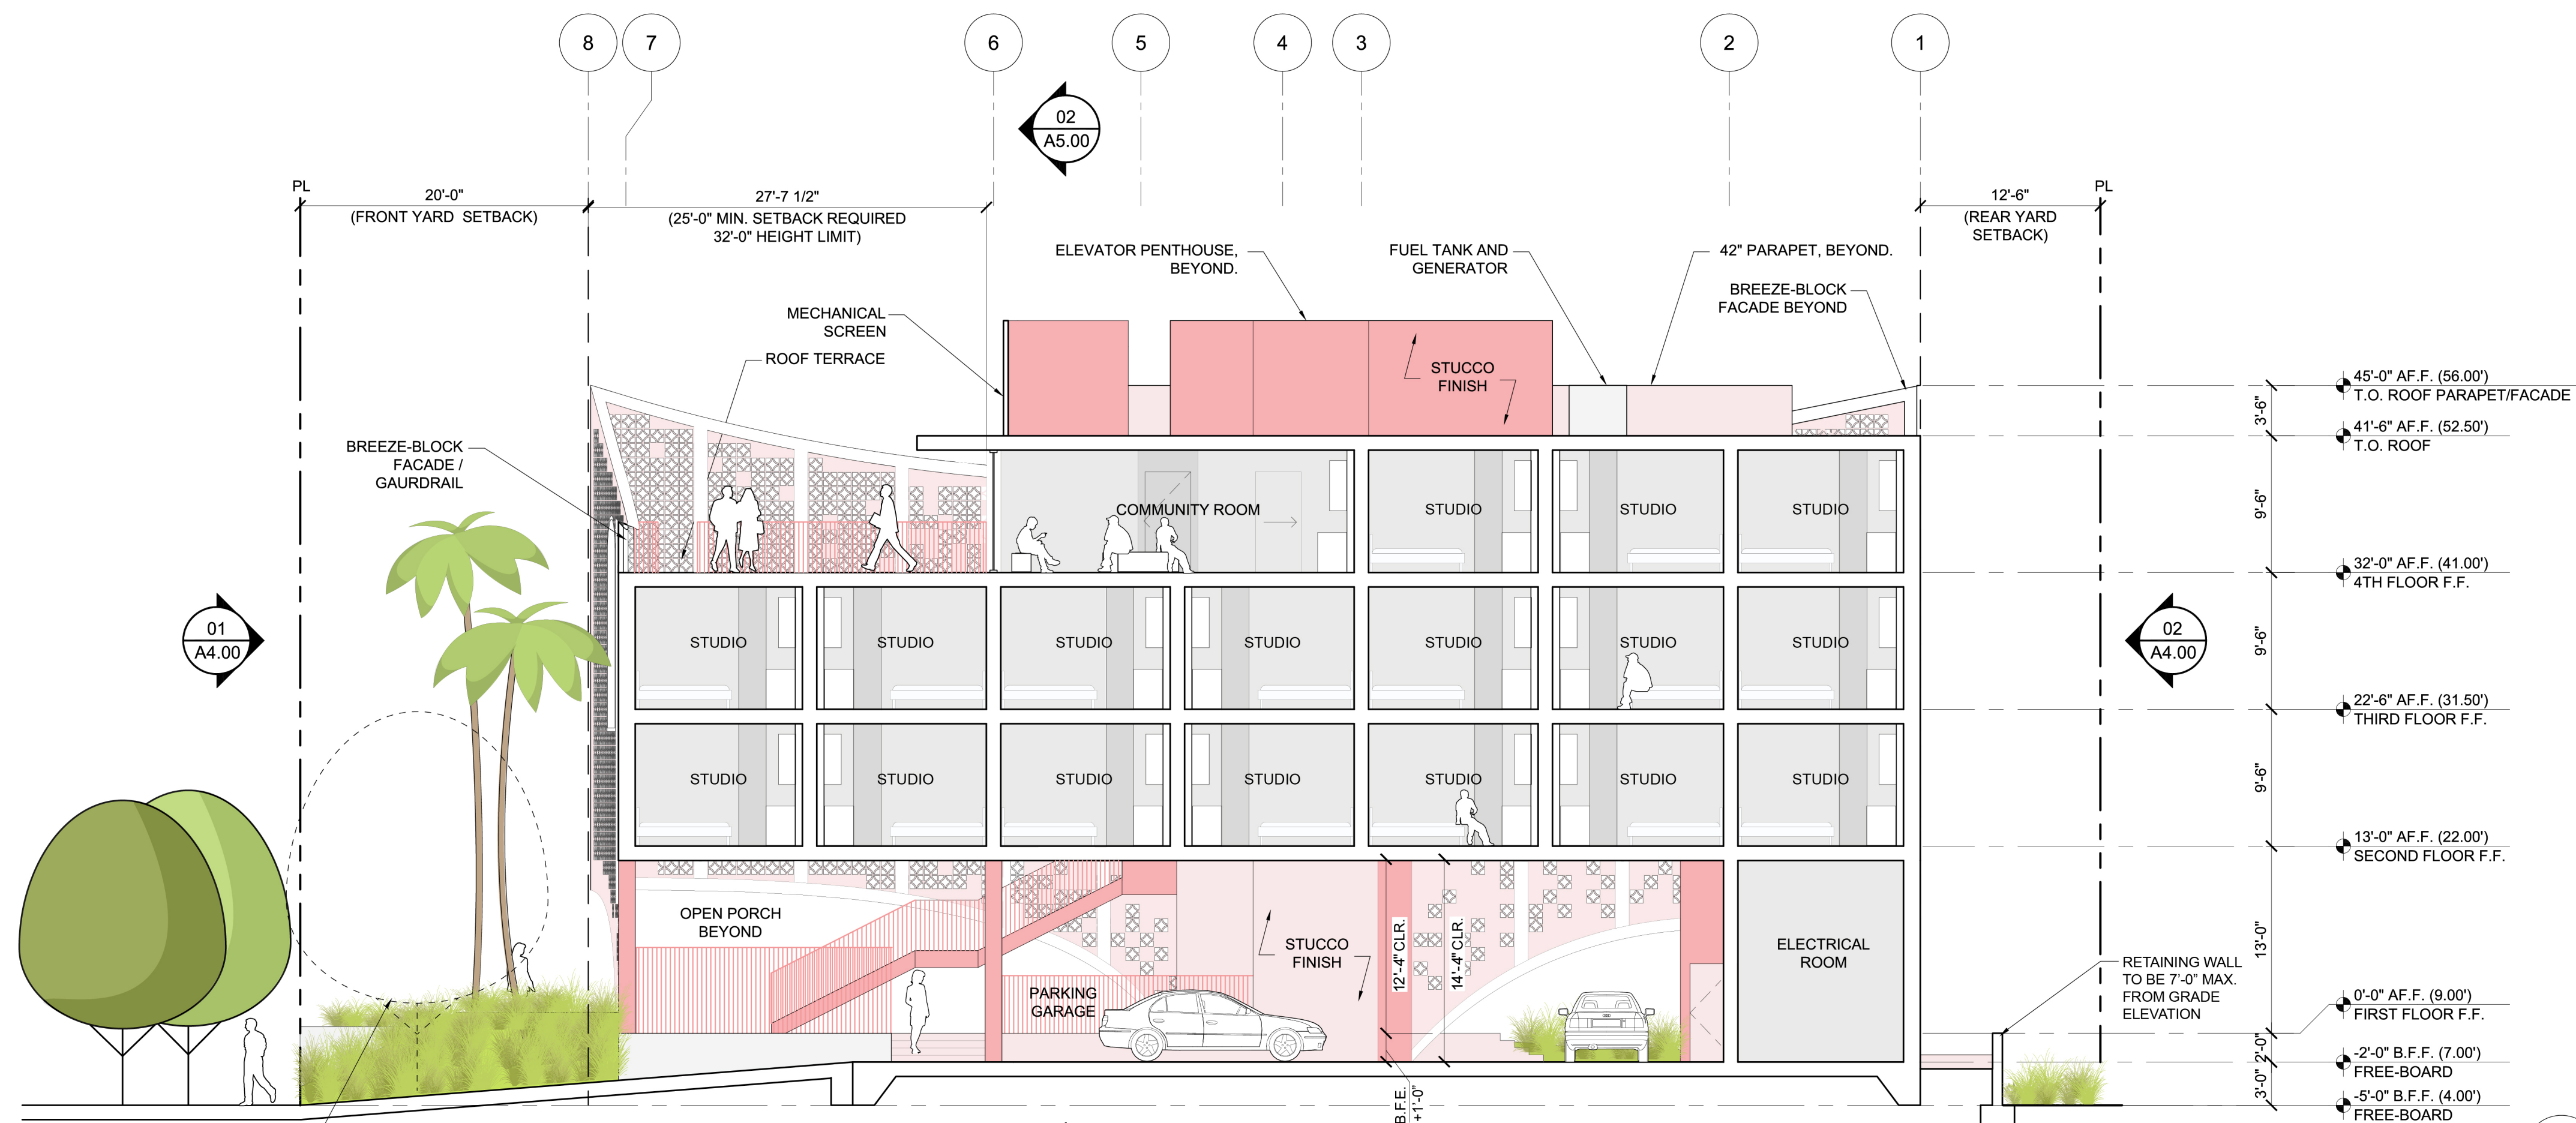 8
7
6
5
4
3
2
1
02
A5.00
PL
20'-0"
(FRONT YARD SETBACK)
27'-7 1/2"
(25'-0" MIN. SETBACK REQUIRED
32'-0" HEIGHT LIMIT)
12'-6"
(REAR YARD
SETBACK)
PL
ELEVATOR PENTHOUSE,
BEYOND.
FUEL TANK AND
GENERATOR
42" PARAPET, BEYOND.
BREEZE-BLOCK
FACADE BEYOND
MECHANICAL
SCREEN
ROOF TERRACE
STUCCO
FINISH
BREEZE-BLOCK
FACADE /
GAURDRAIL
45'-0" AF.F. (56.00')
T.O. ROOF PARAPET/FACADE
3'-6"
41'-6" AF.F. (52.50')
T.O. ROOF
9'-6"
COMMUNITY ROOM
STUDIO
STUDIO
STUDIO
32'-0" AF.F. (41.00')
4TH FLOOR F.F.
01
A4.00
STUDIO
STUDIO
STUDIO
STUDIO
STUDIO
STUDIO
STUDIO
02
A4.00
9'-6"
22'-6" AF.F. (31.50')
THIRD FLOOR F.F.
STUDIO
STUDIO
STUDIO
STUDIO
STUDIO
STUDIO
STUDIO
9'-6"
13'-0" AF.F. (22.00')
SECOND FLOOR F.F.
OPEN PORCH
BEYOND
STUCCO
FINISH
12'-4" CLR.
14'-4" CLR.
ELECTRICAL
ROOM
13'-0"
PARKING
GARAGE
RETAINING WALL
TO BE 7'-0" MAX.
FROM GRADE
ELEVATION
0'-0" AF.F. (9.00')
FIRST FLOOR F.F.
2'-0"
-2'-0" B.F.F (7.00')
FREE-BOARD
3'-0"
-5'-0" B.F.F. (4.00')
FREE-BOARD
B.F.E.
+1'-0"